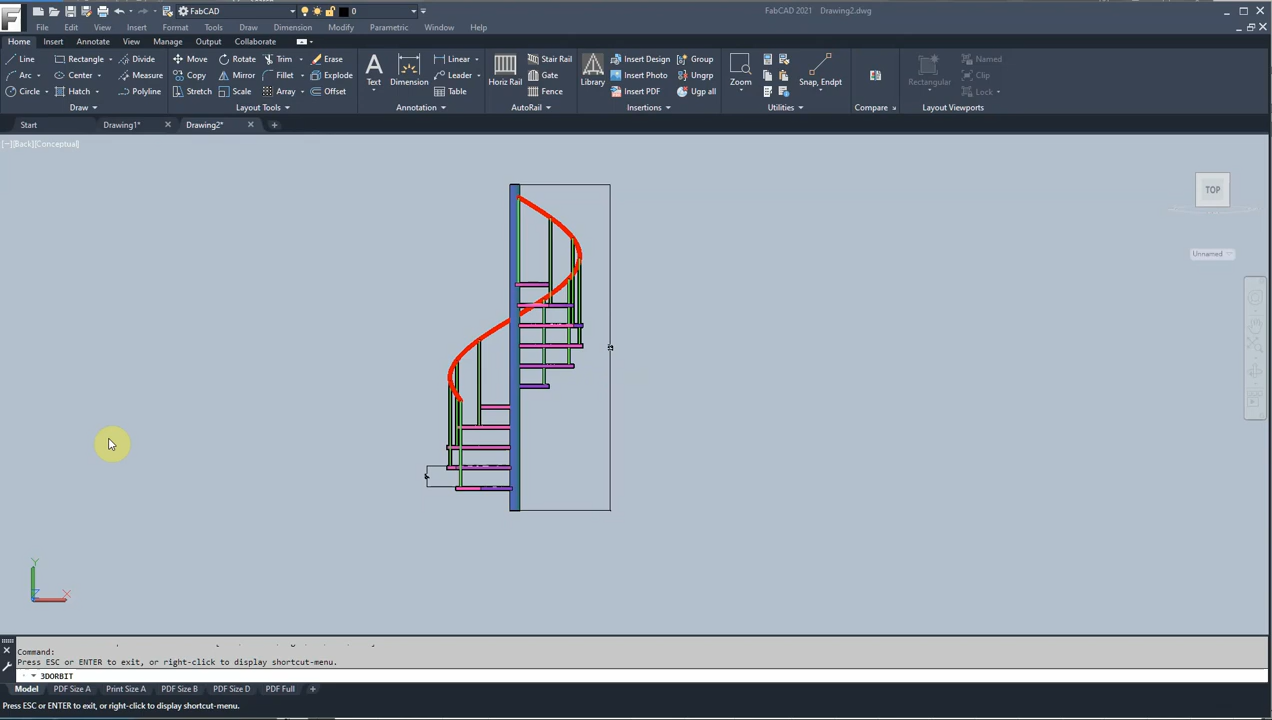 F
FabCAD
0
FabCAD 2021 Drawing2.dwg
File Edit View Insert Format Tools Draw Dimension Modify Parametric Window Help
Home Insert Annotate View Manage Output Collaborate
Line Rectangle Divide Move Rotate Trim Erase Linear Stair Rail Insert Design Group Named
Arc Center Measure Copy Mirror Fillet Explode Text Dimension Leader Horiz Rail Gate Library Insert Photo Ungrp Zoom Snap, Endpt Rectangular Clip
Circle Hatch Polyline Stretch Scale Array Offset Table Fence Insert PDF Ugp all Lock
Draw Layout Tools Annotation AutoRail Insertions Utilities Compare Layout Viewports
Start Drawing1* Drawing2*
[−][Back][Conceptual]
TOP
Unnamed
Y
Z X
Command:
Press ESC or ENTER to exit, or right-click to display shortcut-menu.
3DORBIT
Model PDF Size A Print Size A PDF Size B PDF Size D PDF Full
Press ESC or ENTER to exit, or right-click to display shortcut-menu.